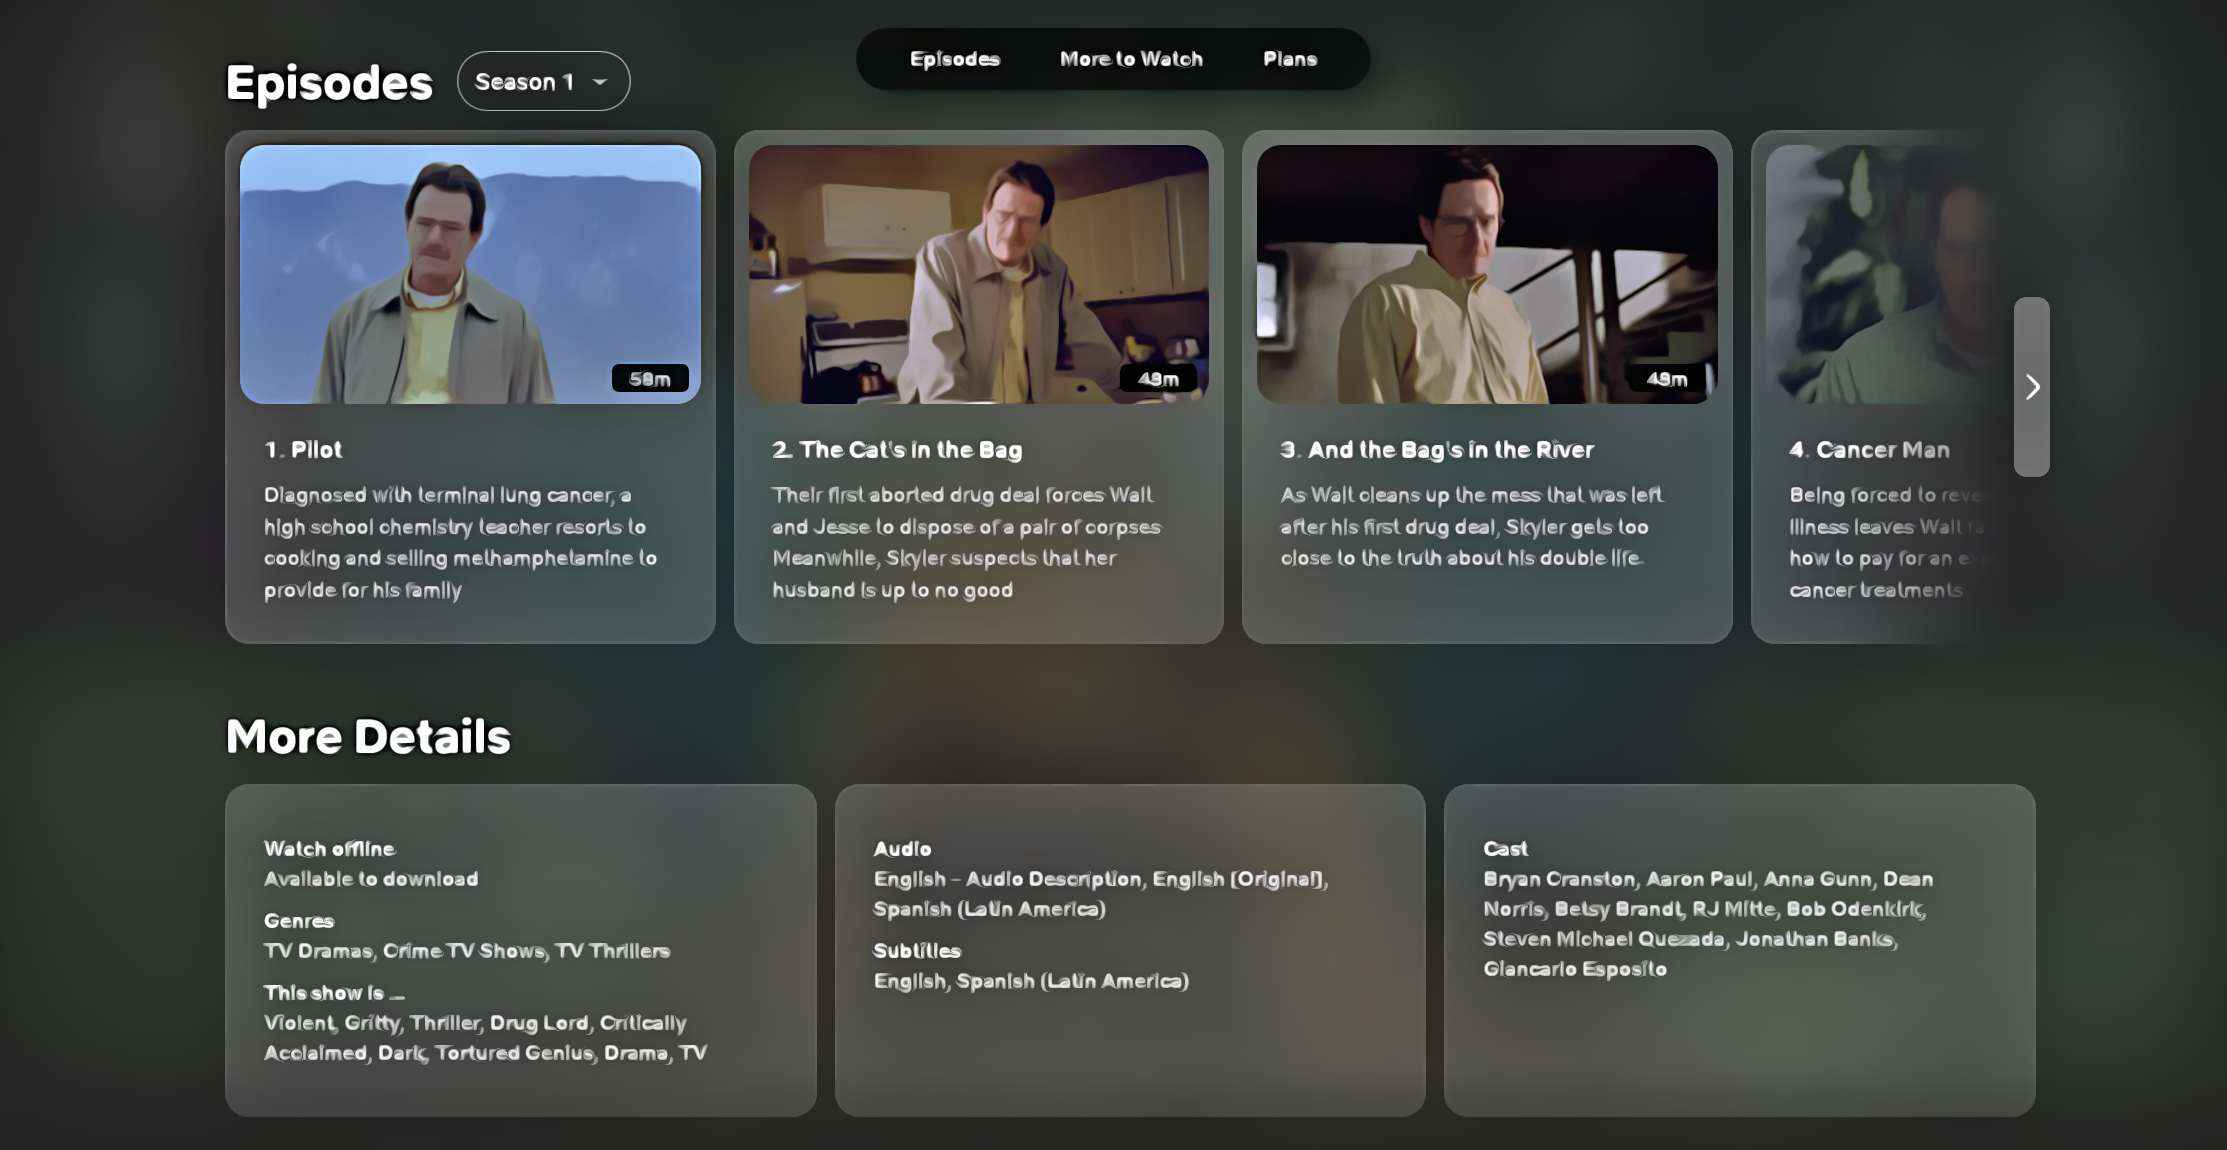 Episodes
More to Watch
Plans
Episodes
Season 1
58m
1. Pilot
Diagnosed with terminal lung cancer, a
high school chemistry teacher resorts to
cooking and selling methamphetamine to
provide for his family
2. The Cat's in the Bag
Their first aborted drug deal forces Walt
and Jesse to dispose of a pair of corpses
Meanwhile, Skyler suspects that her
husband is up to no good
3. And the Bag's in the River
As Walt cleans up the mess that was left
after his first drug deal, Skyler gets too
close to the truth about his double life.
4. Cancer Man
Being forced to
illness leaves Walt
how to pay for an
cancer treatments
More Details
Watch offline
Available to download
Genres
TV Dramas, Crime TV Shows, TV Thrillers
This show is ...
Violent, Gritty, Thriller, Drug Lord, Critically
Acclaimed, Dark, Tortured Genius, Drama, TV
Audio
English - Audio Description, English [Original],
Spanish (Latin America)
Subtitles
English, Spanish (Latin America)
Cast
Bryan Cranston, Aaron Paul, Anna Gunn, Dean
Norris, Betsy Brandt, RJ Mitte, Bob Odenkirk,
Steven Michael Quezada, Jonathan Banks,
Giancarlo Esposito